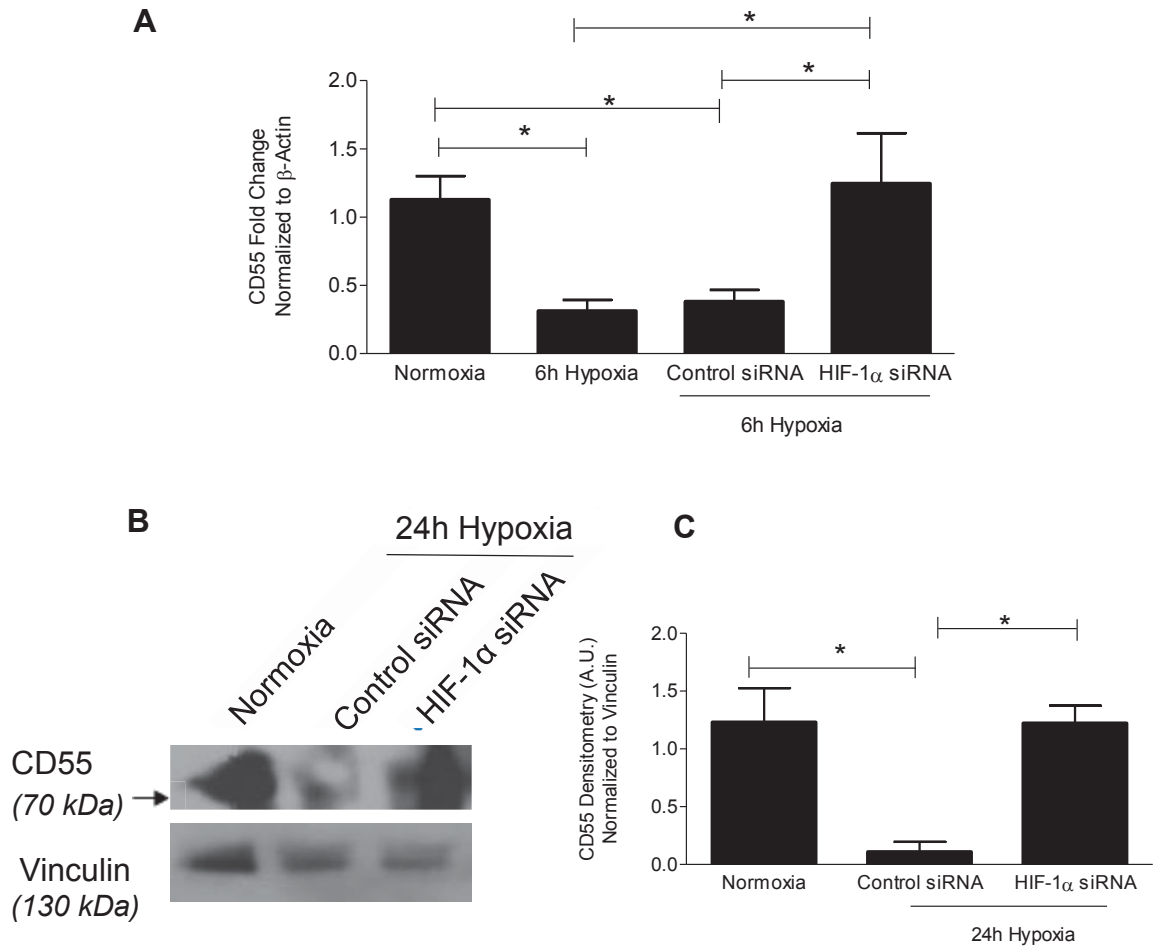 A
*
*
*
*
2.0
1.5
1.0
0.5
0.0
CD55 Fold Change
Normalized to β-Actin
Normoxia 6h Hypoxia Control siRNA HIF-1α siRNA
6h Hypoxia
B
24h Hypoxia
Normoxia
Control siRNA
HIF-1α siRNA
CD55
(70 kDa)
Vinculin
(130 kDa)
C
*
*
2.0
1.5
1.0
0.5
0.0
CD55 Densitometry (A.U.)
Normalized to Vinculin
Normoxia Control siRNA HIF-1α siRNA
24h Hypoxia